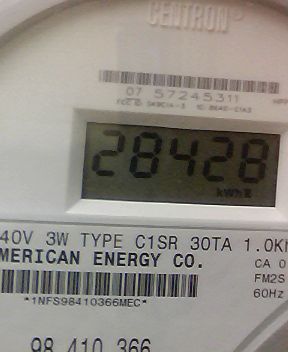 CENTRON®
07 57245311
28428
kWh
40V 3W TYPE C1SR 30TA 1.0K
MERICAN ENERGY CO.
CA 0
FM2S
*1NFS98410366MEC*
60Hz
98 410 366